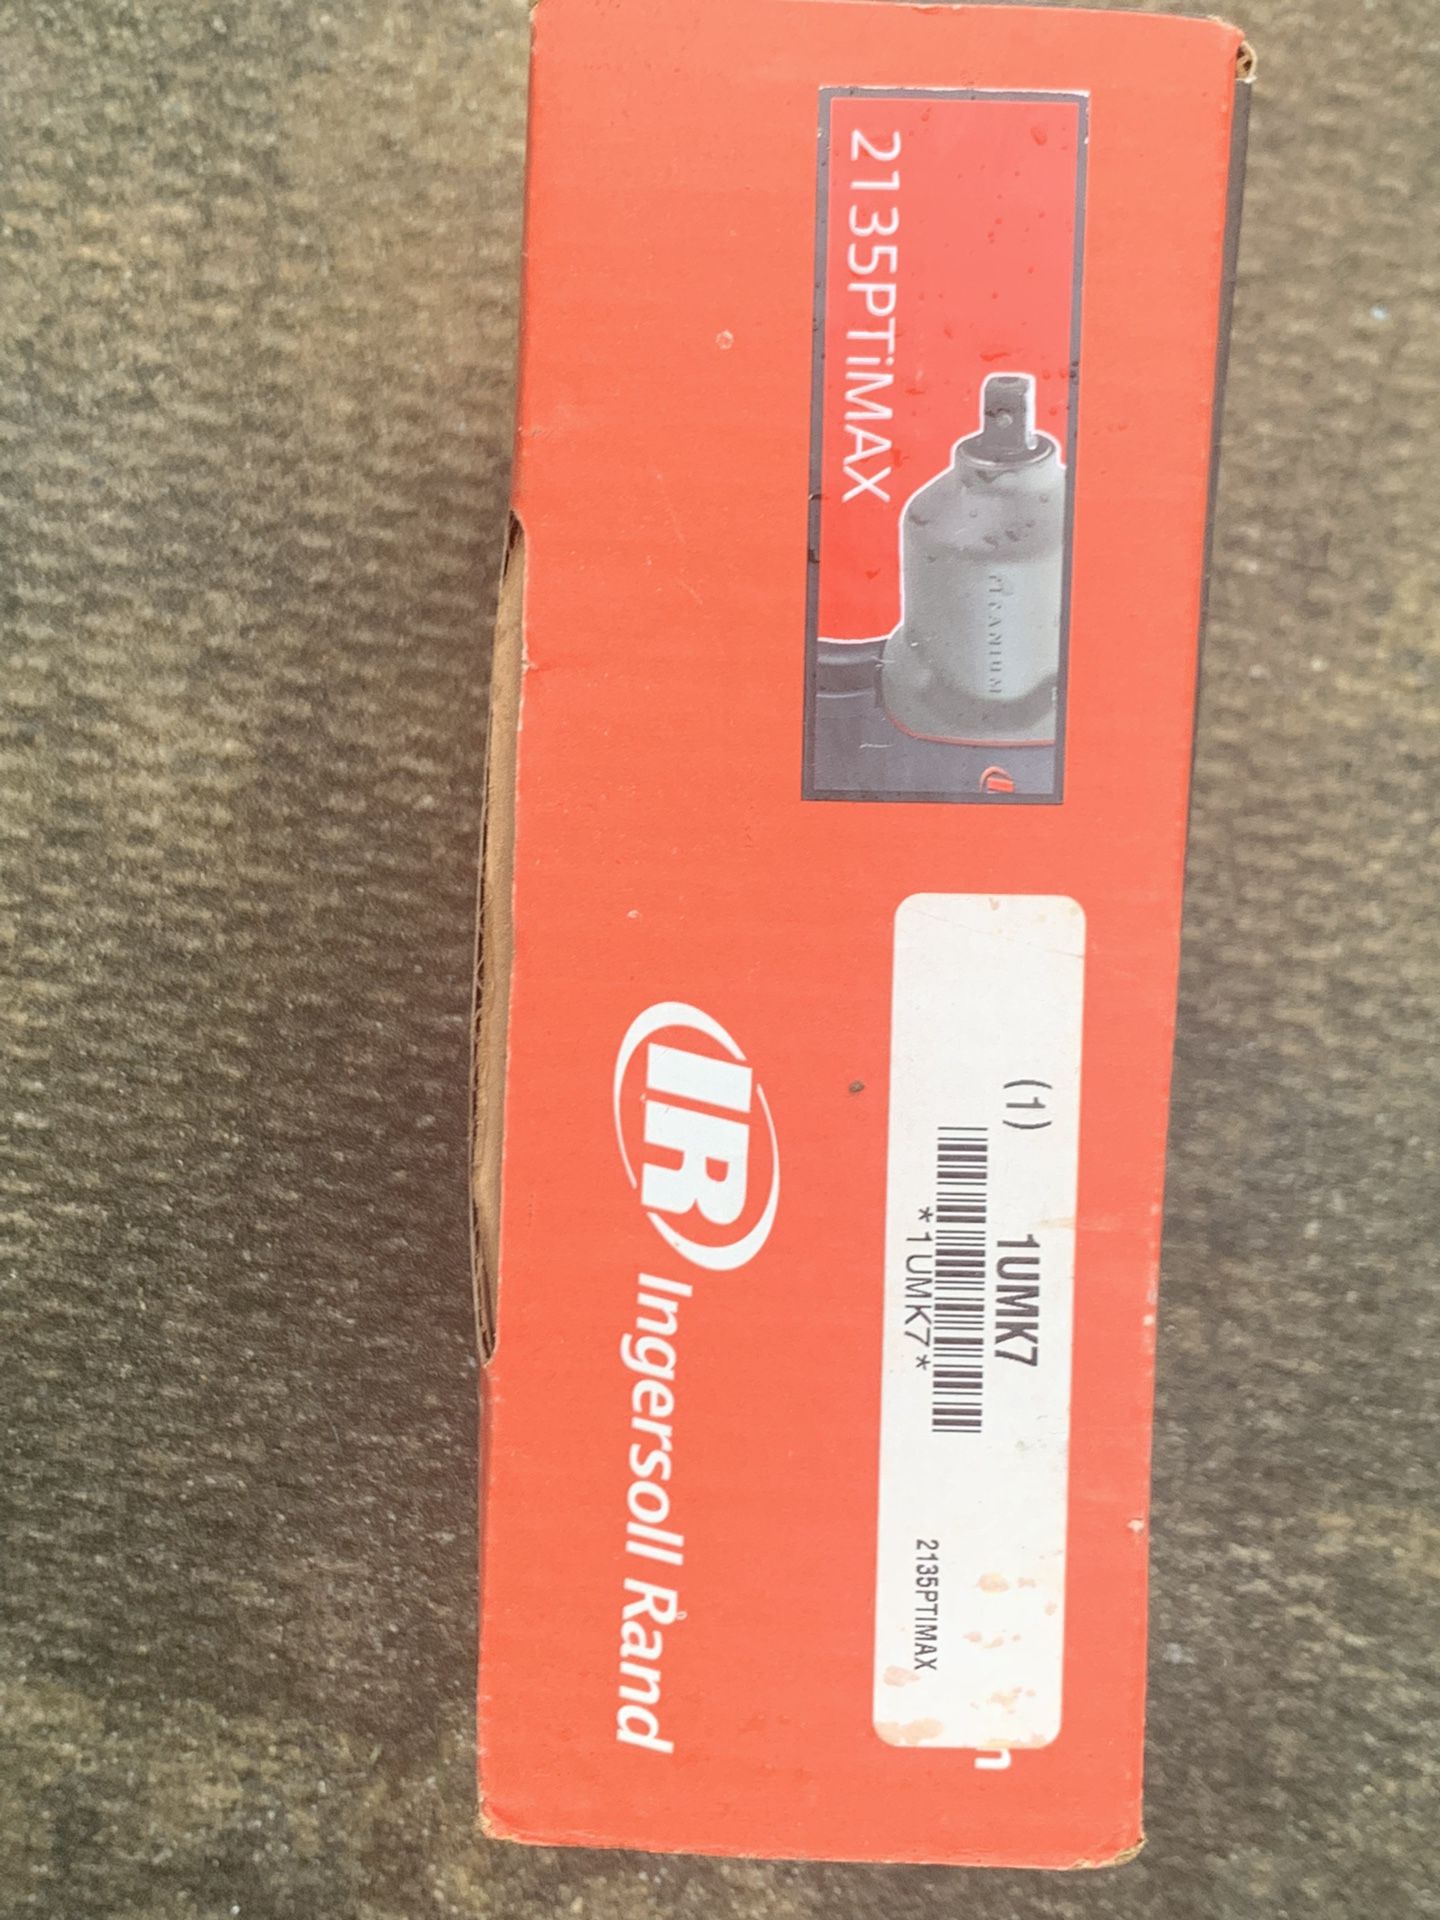 2135PTiMAX
TITANIUM
(1) 1UMK7
*1UMK7*
2135PTIMAX
IR Ingersoll Rand